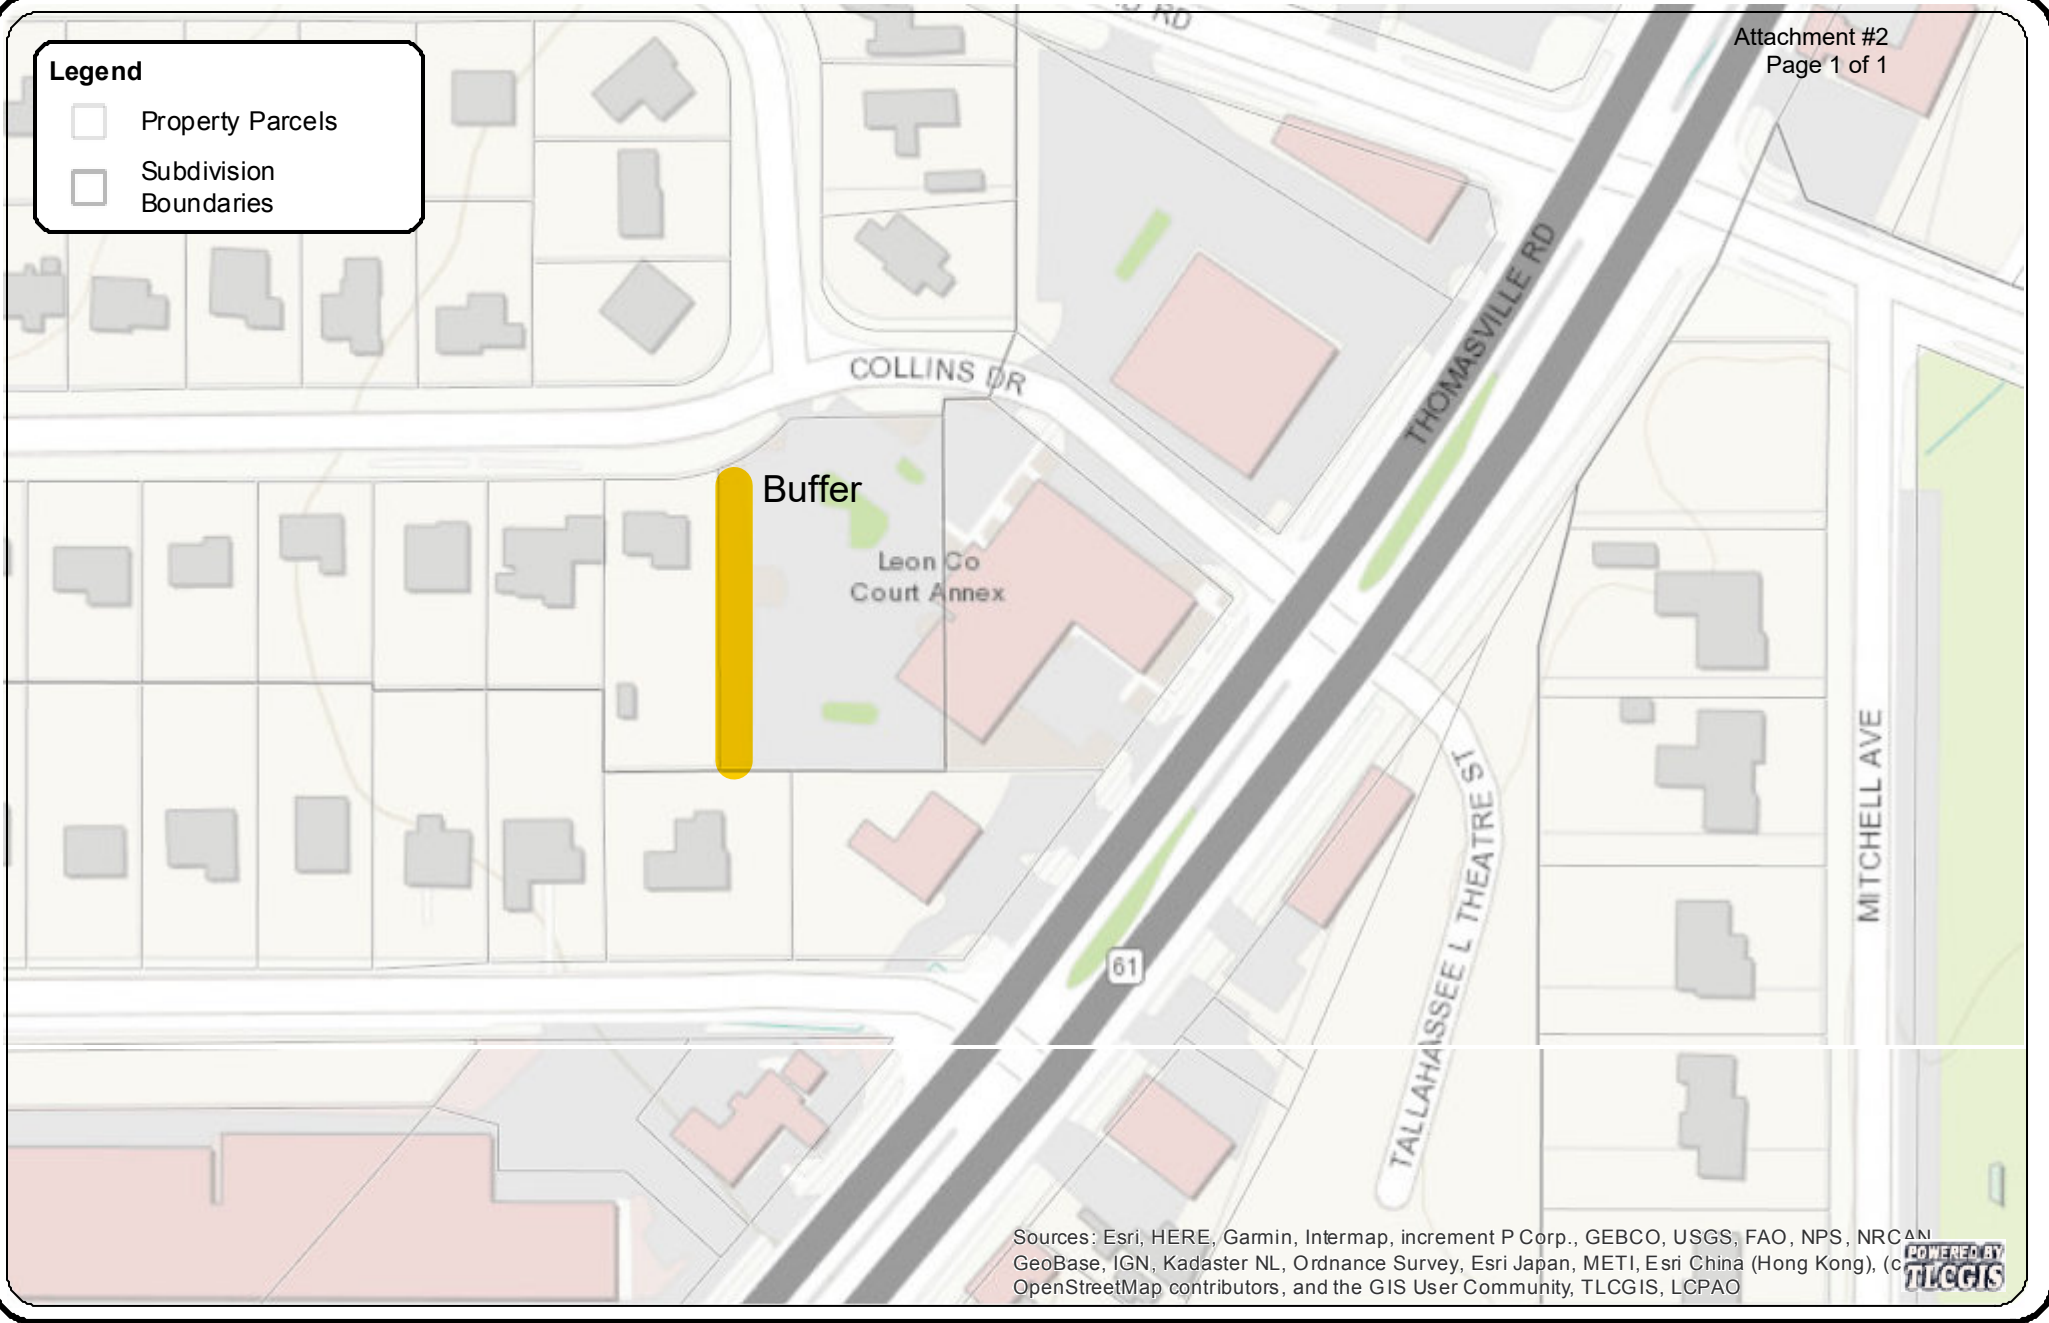 RD
Attachment #2
Page 1 of 1
Legend
Property Parcels
Subdivision
Boundaries
THOMASVILLE RD
COLLINS DR
Buffer
Leon Co
Court Annex
MITCHELL AVE
TALLAHASSEE L THEATRE ST
61
Sources: Esri, HERE, Garmin, Intermap, increment P Corp., GEBCO, USGS, FAO, NPS, NRCAN,
GeoBase, IGN, Kadaster NL, Ordnance Survey, Esri Japan, METI, Esri China (Hong Kong), (c
OpenStreetMap contributors, and the GIS User Community, TLCGIS, LCPAO
POWERED BY
TLCGIS